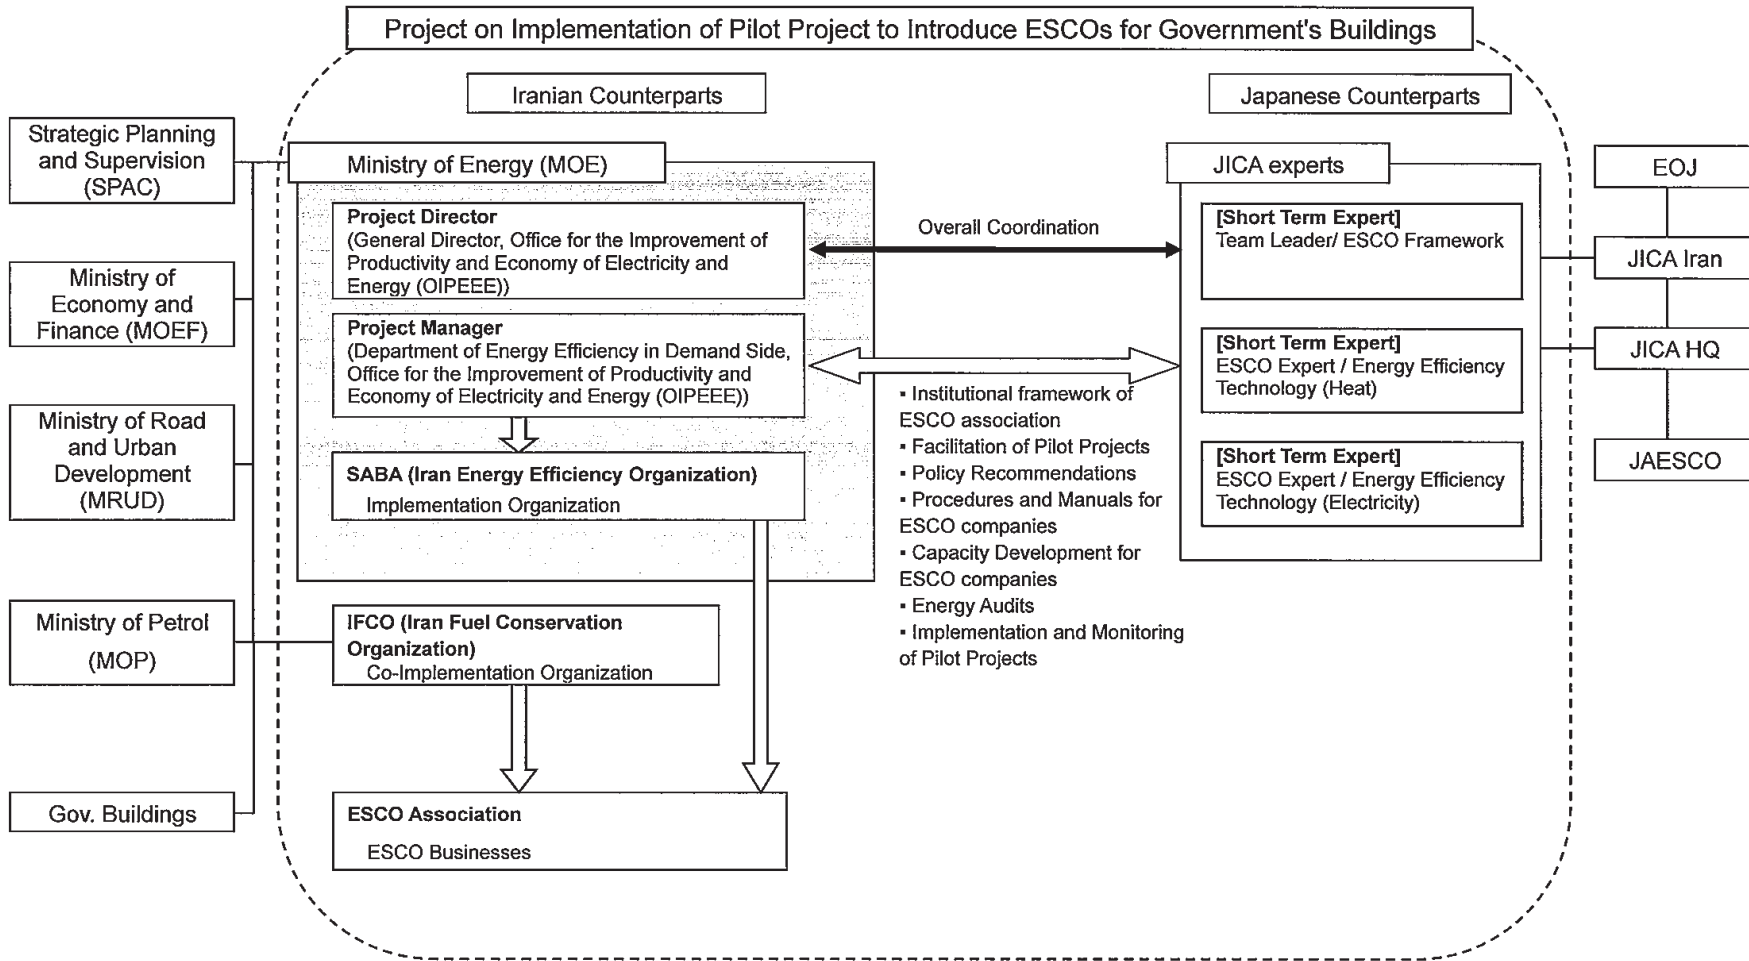 Project on Implementation of Pilot Project to Introduce ESCOs for Government's Buildings
Iranian Counterparts
Japanese Counterparts
Strategic Planning
and Supervision
(SPAC)
Ministry of
Economy and
Finance (MOEF)
Ministry of Road
and Urban
Development
(MRUD)
Ministry of Petrol
(MOP)
Gov. Buildings
Ministry of Energy (MOE)
Project Director
(General Director, Office for the Improvement of
Productivity and Economy of Electricity and
Energy (OIPEEE))
Project Manager
(Department of Energy Efficiency in Demand Side,
Office for the Improvement of Productivity and
Economy of Electricity and Energy (OIPEEE))
SABA (Iran Energy Efficiency Organization)
Implementation Organization
IFCO (Iran Fuel Conservation
Organization)
Co-Implementation Organization
ESCO Association
ESCO Businesses
Overall Coordination
▪ Institutional framework of
ESCO association
▪ Facilitation of Pilot Projects
▪ Policy Recommendations
▪ Procedures and Manuals for
ESCO companies
▪ Capacity Development for
ESCO companies
▪ Energy Audits
▪ Implementation and Monitoring
of Pilot Projects
JICA experts
[Short Term Expert]
Team Leader/ ESCO Framework
[Short Term Expert]
ESCO Expert / Energy Efficiency
Technology (Heat)
[Short Term Expert]
ESCO Expert / Energy Efficiency
Technology (Electricity)
EOJ
JICA Iran
JICA HQ
JAESCO